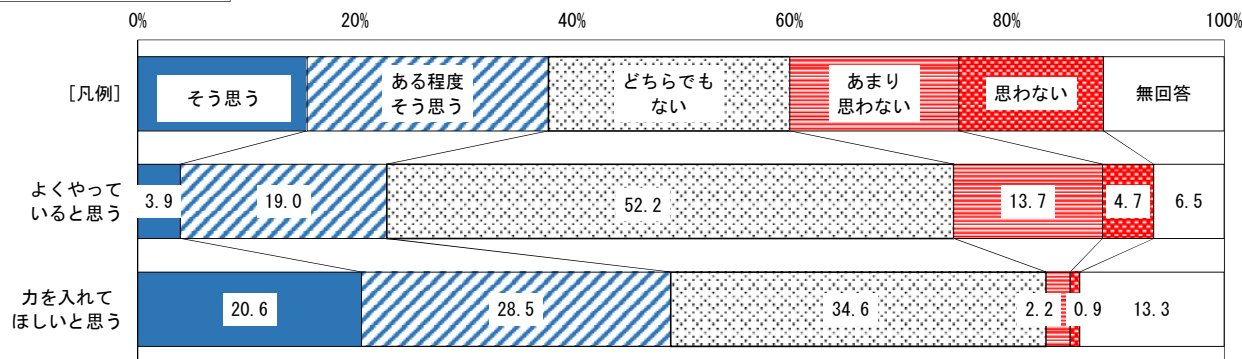 0%
20%
40%
60%
80%
100%
[凡例]
そう思う
ある程度
そう思う
どちらでも
ない
あまり
思わない
思わない
無回答
よくやって
いると思う
3.9
19.0
52.2
13.7
4.7
6.5
力を入れて
ほしいと思う
20.6
28.5
34.6
2.2
0.9
13.3